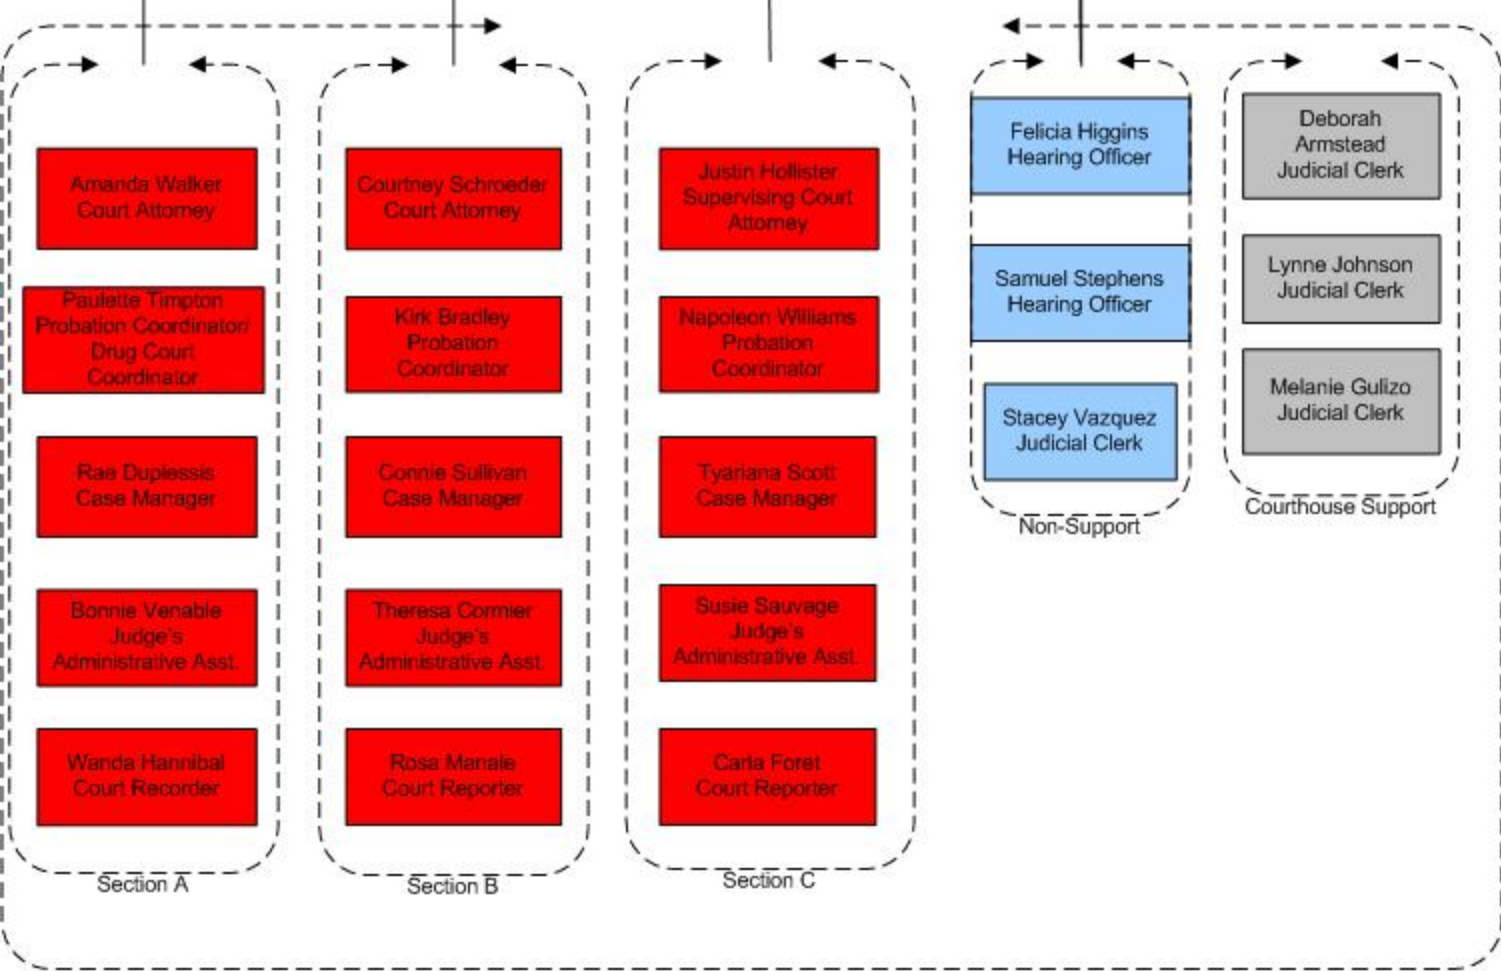 Amanda Walker
Court Attorney
Paulette Timpton
Probation Coordinator/
Drug Court
Coordinator
Rae Duplessis
Case Manager
Bonnie Venable
Judge's
Administrative Asst.
Wanda Hannibal
Court Recorder
Section A
Courtney Schroeder
Court Attorney
Kirk Bradley
Probation
Coordinator
Connie Sullivan
Case Manager
Theresa Cormier
Judge's
Administrative Asst.
Rosa Manale
Court Reporter
Section B
Justin Hollister
Supervising Court
Attorney
Napoleon Williams
Probation
Coordinator
Tyariana Scott
Case Manager
Susie Sauvage
Judge's
Administrative Asst.
Carla Foret
Court Reporter
Section C
Felicia Higgins
Hearing Officer
Samuel Stephens
Hearing Officer
Stacey Vazquez
Judicial Clerk
Non-Support
Deborah
Armstead
Judicial Clerk
Lynne Johnson
Judicial Clerk
Melanie Gulizo
Judicial Clerk
Courthouse Support